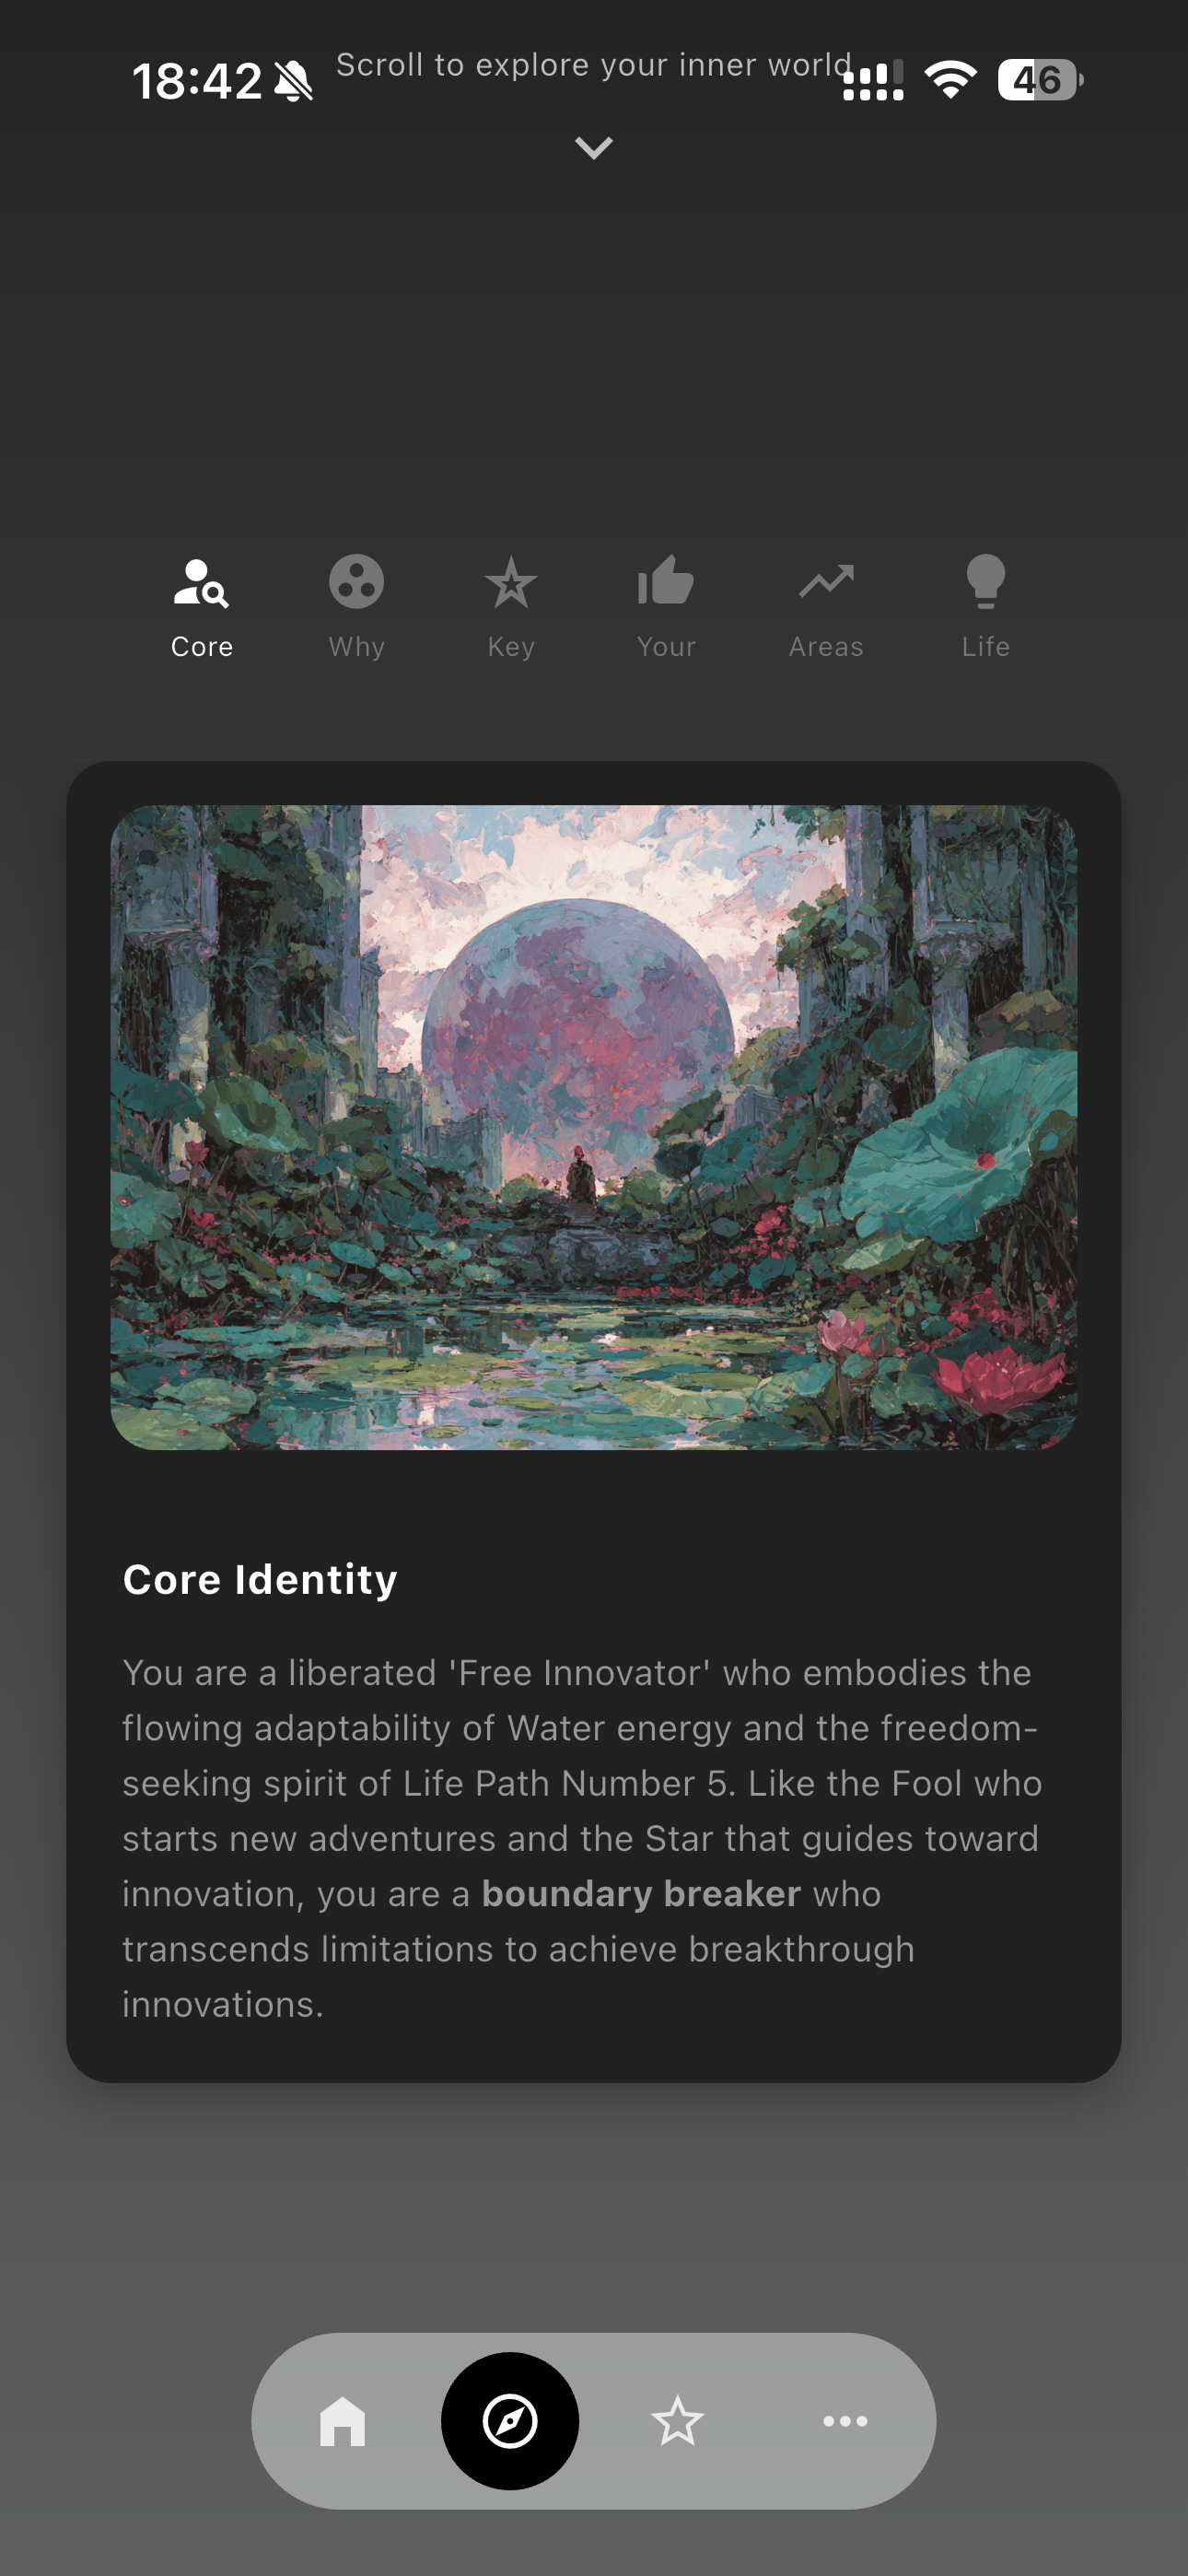 18:42
Scroll to explore your inner world
46
Core
Why
Key
Your
Areas
Life
Core Identity
You are a liberated 'Free Innovator' who embodies the
flowing adaptability of Water energy and the freedom-
seeking spirit of Life Path Number 5. Like the Fool who
starts new adventures and the Star that guides toward
innovation, you are a boundary breaker who
transcends limitations to achieve breakthrough
innovations.